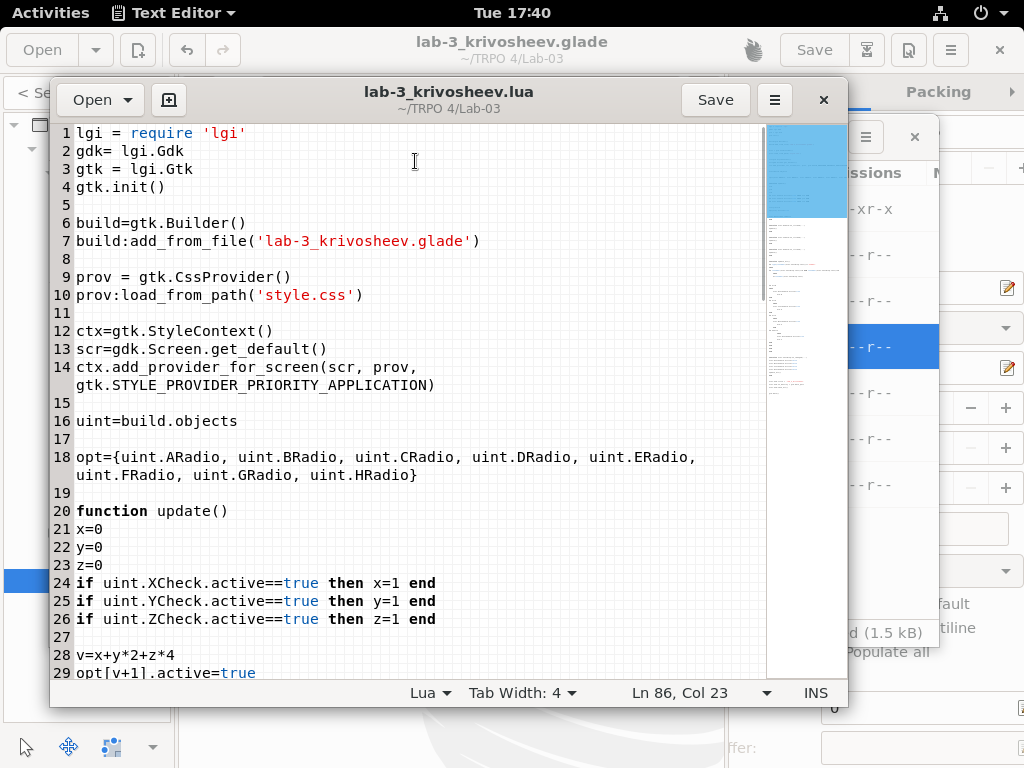 Activities Text Editor Tue 17:40
Open lab-3_krivosheev.glade Save
~/TRPO 4/Lab-03
< Se Packing
Open lab-3_krivosheev.lua Save
~/TRPO 4/Lab-03
1 lgi = require 'lgi'
2 gdk= lgi.Gdk
3 gtk = lgi.Gtk
4 gtk.init()
5
6 build=gtk.Builder()
7 build:add_from_file('lab-3_krivosheev.glade')
8
9 prov = gtk.CssProvider()
10 prov:load_from_path('style.css')
11
12 ctx=gtk.StyleContext()
13 scr=gdk.Screen.get_default()
14 ctx.add_provider_for_screen(scr, prov,
gtk.STYLE_PROVIDER_PRIORITY_APPLICATION)
15
16 uint=build.objects
17
18 opt={uint.ARadio, uint.BRadio, uint.CRadio, uint.DRadio, uint.ERadio,
uint.FRadio, uint.GRadio, uint.HRadio}
19
20 function update()
21 x=0
22 y=0
23 z=0
24 if uint.XCheck.active==true then x=1 end
25 if uint.YCheck.active==true then y=1 end
26 if uint.ZCheck.active==true then z=1 end
27
28 v=x+y*2+z*4
29 opt[v+1].active=true
Lua Tab Width: 4 Ln 86, Col 23 INS
ssions
-xr-x
--r--
--r--
--r--
--r--
--r--
--r--
d (1.5 kB)
fault
tiline
Populate all
0
ffer: